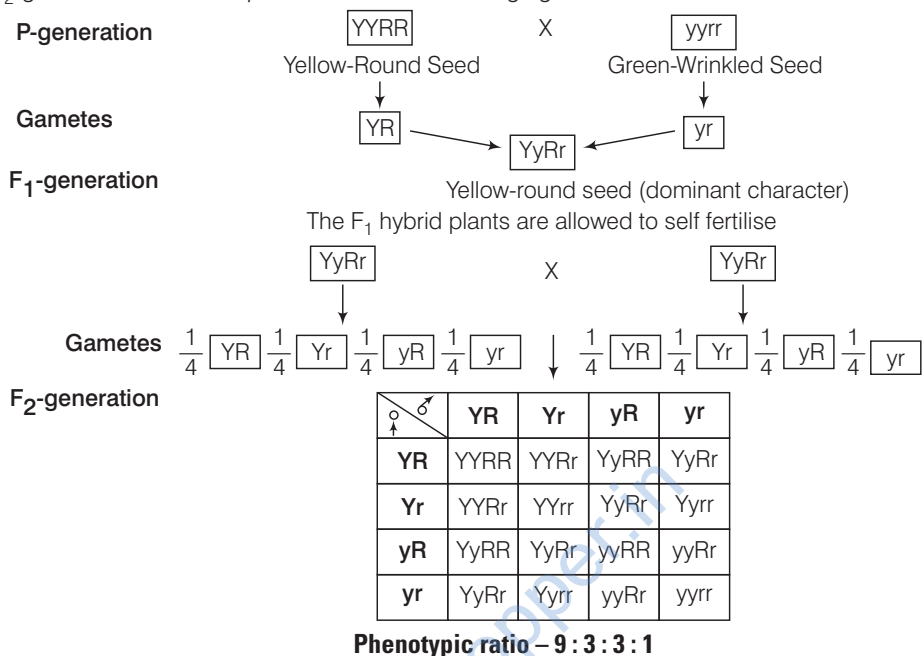 P-generation YYRR X yyrr
Yellow-Round Seed Green-Wrinkled Seed
Gametes YR yr
YyRr
F1-generation
Yellow-round seed (dominant character)
The F1 hybrid plants are allowed to self fertilise
YyRr X YyRr
Gametes 1/4 YR 1/4 Yr 1/4 yR 1/4 yr 1/4 YR 1/4 Yr 1/4 yR 1/4 yr
F2-generation
YR Yr yR yr
YR YYRR YYRr YyRR YyRr
Yr YYRr YYrr YyRr Yyrr
yR YyRR YyRr yyRR yyRr
yr YyRr Yyrr yyRr yyrr
Phenotypic ratio – 9 : 3 : 3 : 1